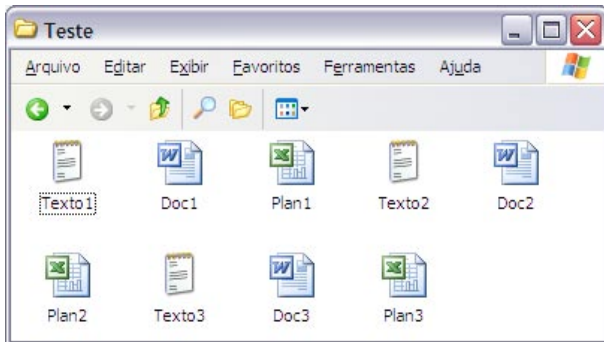 Teste
Arquivo Editar Exibir Favoritos Ferramentas Ajuda
Texto1 Doc1 Plan1 Texto2 Doc2
Plan2 Texto3 Doc3 Plan3